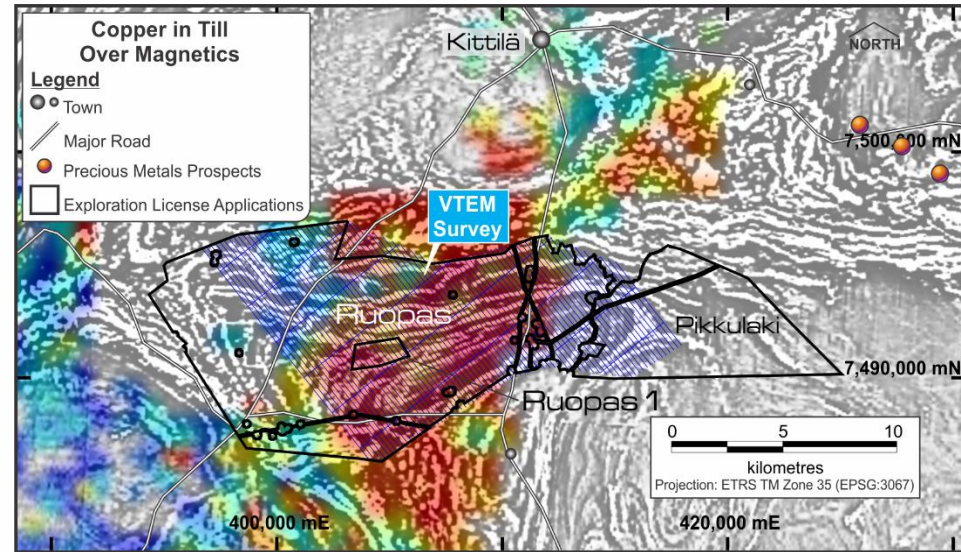 Copper in Till
Over Magnetics
Legend
Town
Major Road
Precious Metals Prospects
Exploration License Applications
Kittilä
NORTH
7,500,000 mN
VTEM
Survey
Ruopas
Pikkulaki
7,490,000 mN
Ruopas 1
0 5 10
kilometres
Projection: ETRS TM Zone 35 (EPSG:3067)
400,000 mE
420,000 mE